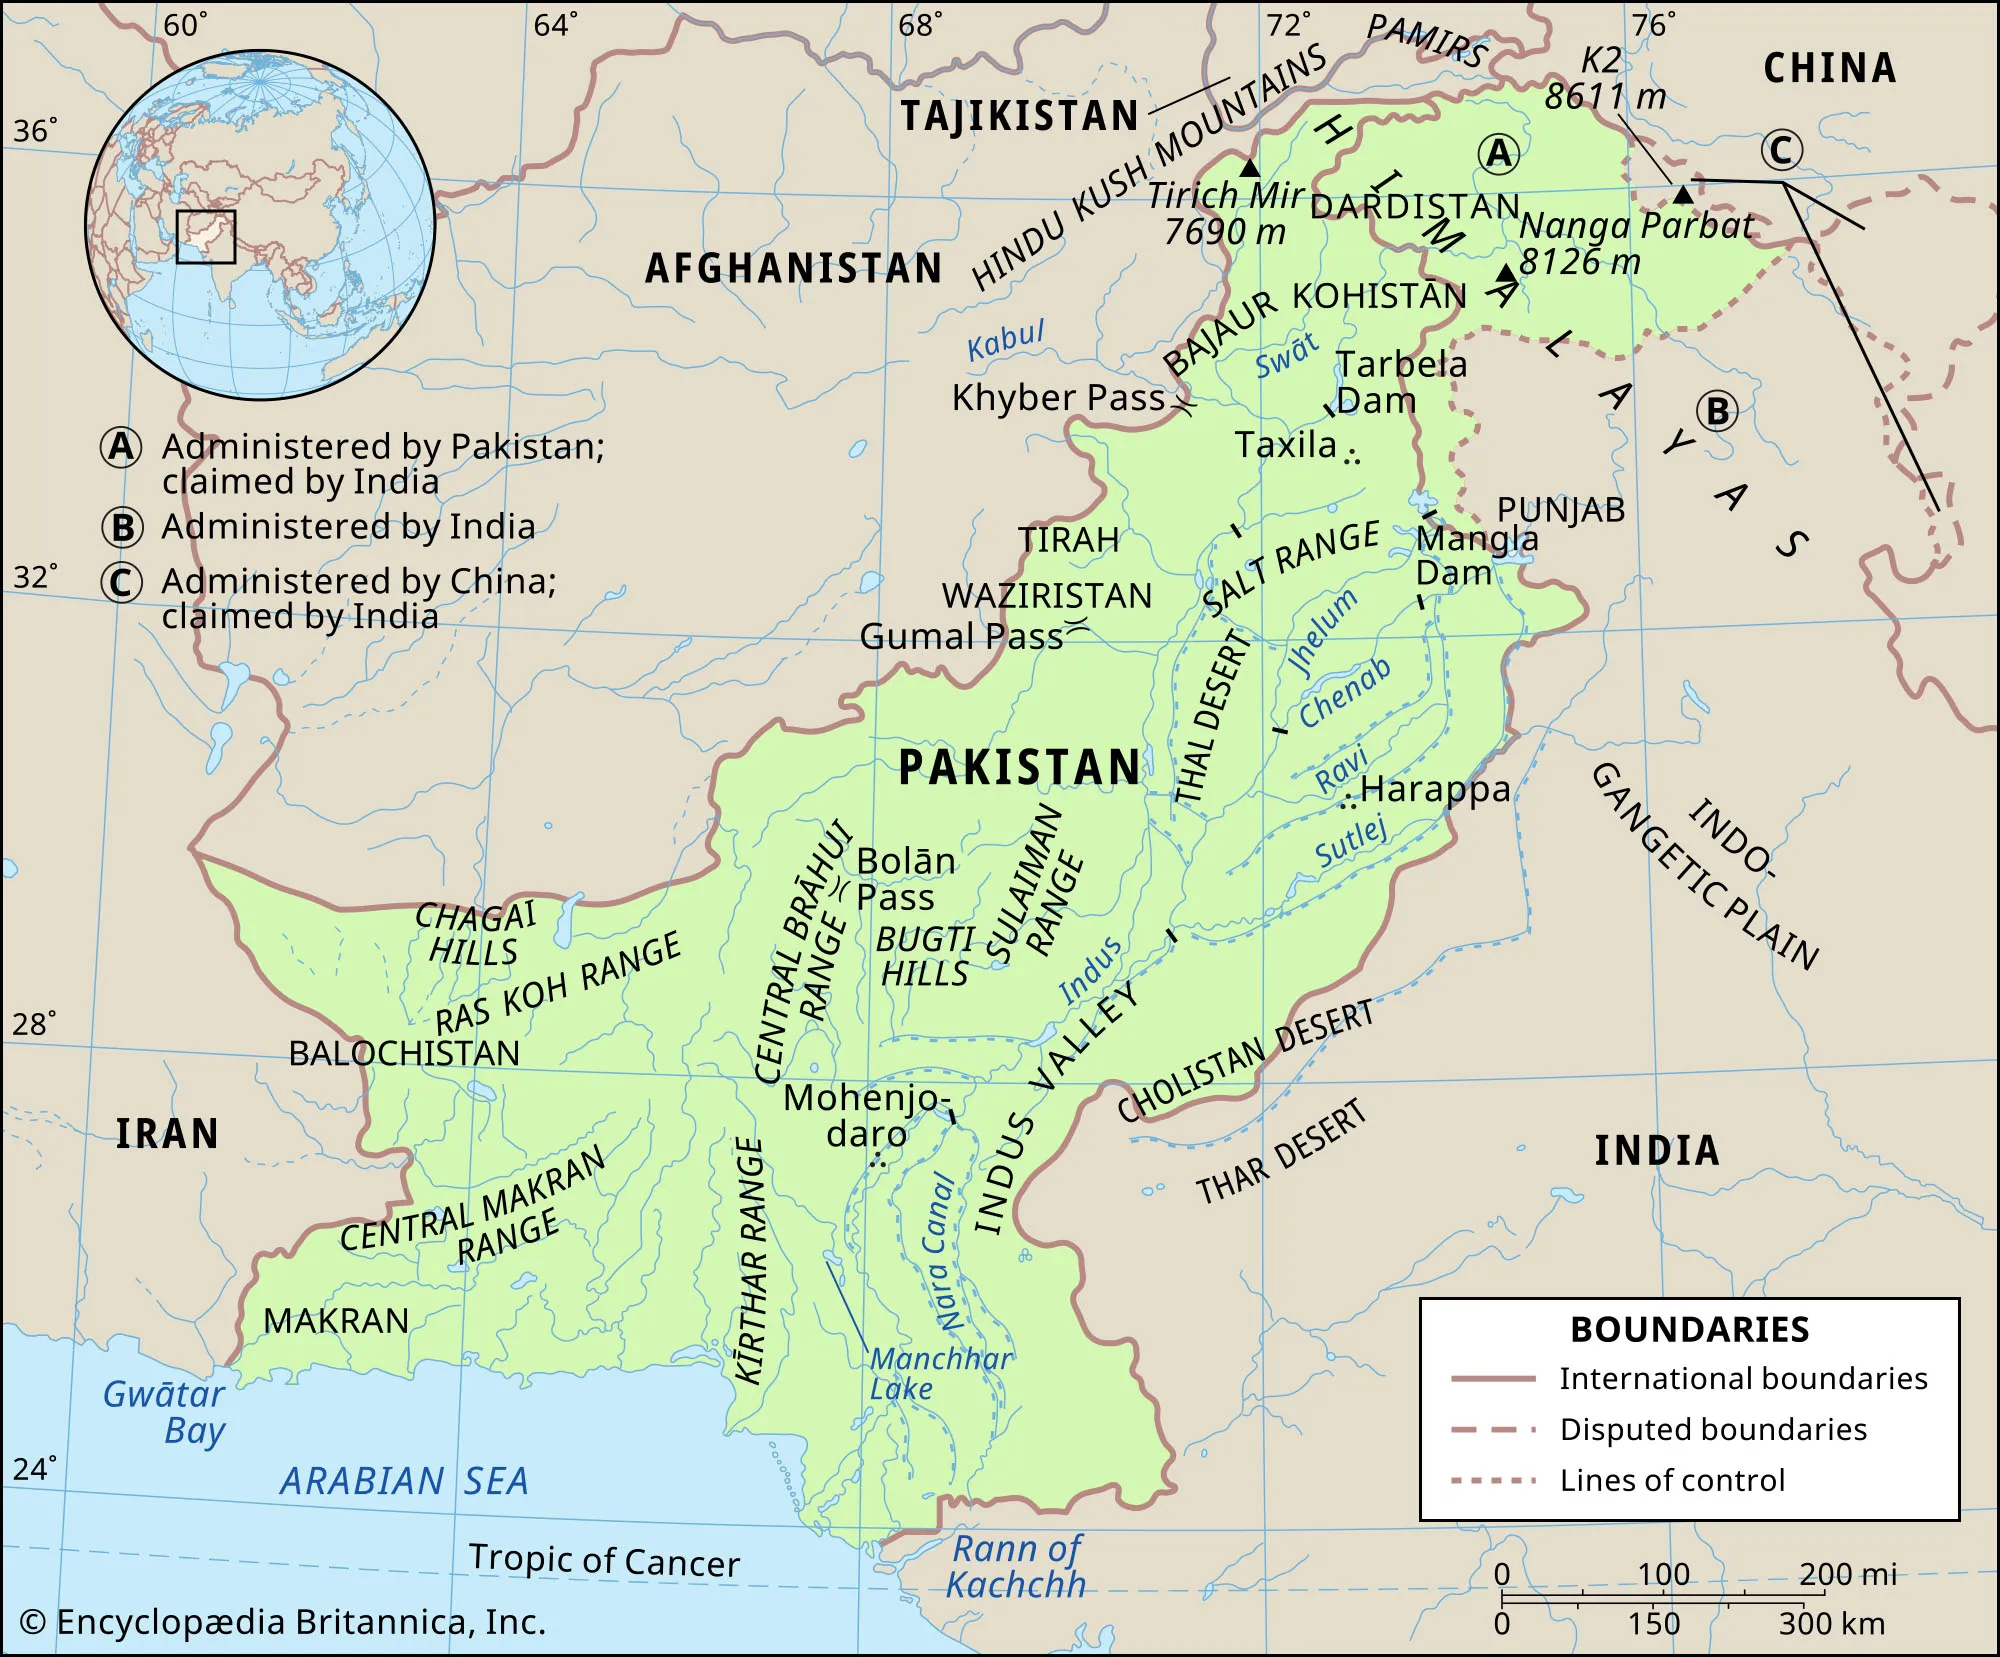 60°
64°
68°
72°
76°
PAMIRS
K2
8611 m
CHINA
TAJIKISTAN
HINDU KUSH MOUNTAINS
36°
A
C
HIMALAYAS
Tirich Mir
7690 m
DARDISTAN
Nanga Parbat
8126 m
AFGHANISTAN
KOHISTĀN
BAJAUR
Kabul
Swāt
Khyber Pass
Tarbela
Dam
B
Taxila
A Administered by Pakistan;
claimed by India
B Administered by India
C Administered by China;
claimed by India
32°
TIRAH
SALT RANGE
PUNJAB
Mangla
Dam
WAZIRISTAN
Gumal Pass
Jhelum
Chenab
THAL DESERT
PAKISTAN
Ravi
Harappa
Sutlej
INDO-
GANGETIC PLAIN
CENTRAL BRĀHUI
RANGE
Bolān
Pass
SULAIMAN
RANGE
BUGTI
HILLS
CHAGAI
HILLS
RAS KOH RANGE
Indus
28°
BALOCHISTAN
INDUS VALLEY
CHOLISTAN DESERT
IRAN
Mohenjo-
daro
THAR DESERT
INDIA
CENTRAL MAKRAN
RANGE
KĪRTHAR RANGE
Nara Canal
MAKRAN
Manchhar
Lake
Gwātar
Bay
24°
ARABIAN SEA
Tropic of Cancer
Rann of
Kachchh
BOUNDARIES
International boundaries
Disputed boundaries
Lines of control
0 100 200 mi
0 150 300 km
© Encyclopædia Britannica, Inc.